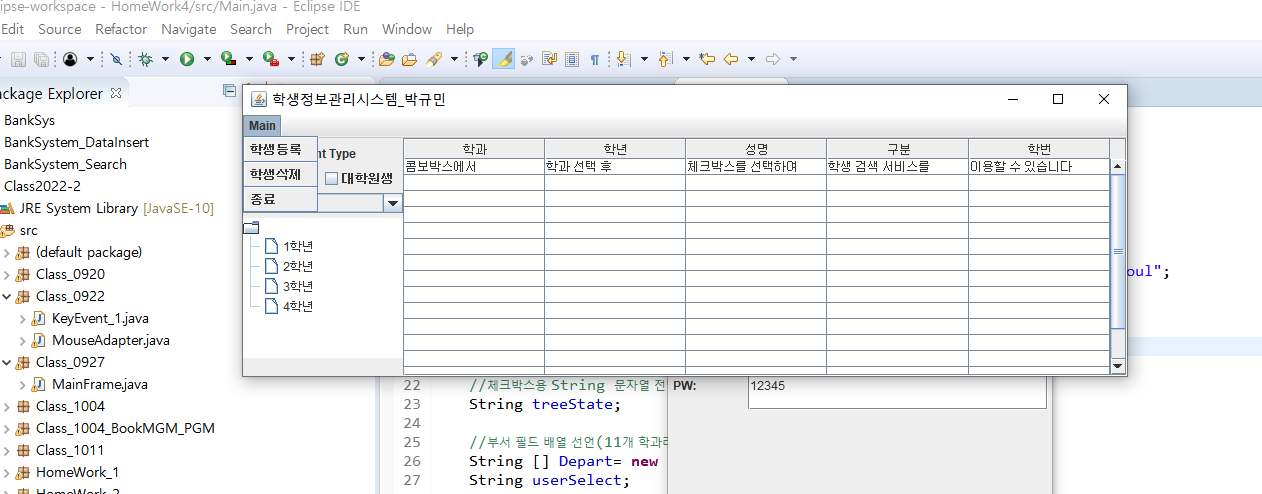 lipse-workspace - HomeWork4/src/Main.java - Eclipse IDE
Edit Source Refactor Navigate Search Project Run Window Help
ackage Explorer
BankSys
BankSystem_DataInsert
BankSystem_Search
Class2022-2
JRE System Library [JavaSE-10]
src
(default package)
Class_0920
Class_0922
KeyEvent_1.java
MouseAdapter.java
Class_0927
MainFrame.java
Class_1004
Class_1004_BookMGM_PGM
Class_1011
HomeWork_1
HomeWork_2
학생정보관리시스템_박규민
Main
학생등록
학생삭제
종료
nt Type
대학원생
1학년
2학년
3학년
4학년
학과 학년 성명 구분 학번
콤보박스에서 학과 선택 후 체크박스를 선택하여 학생 검색 서비스를 이용할 수 있습니다
oul";
PW: 12345
22 //체크박스용 String 문자열 전
23 String treeState;
24
25 //부서 필드 배열 선언(11개 학과
26 String [] Depart= new
27 String userSelect;